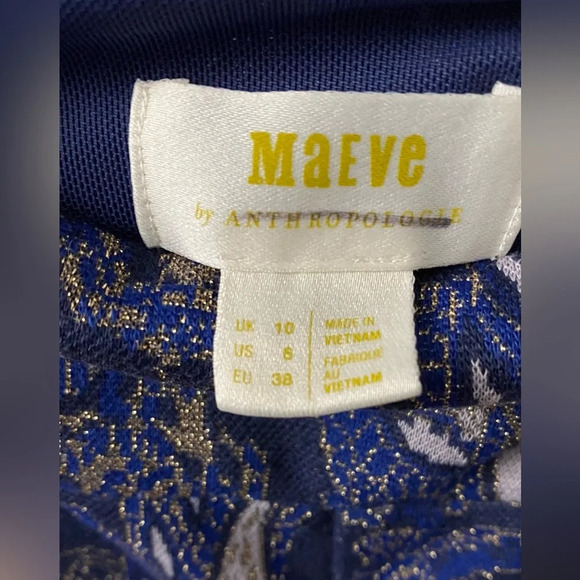 MaEve
by ANTHROPOLOGIE
UK 10
US 6
EU 38
MADE IN
VIETNAM
FABRIQUÉ
AU
VIETNAM